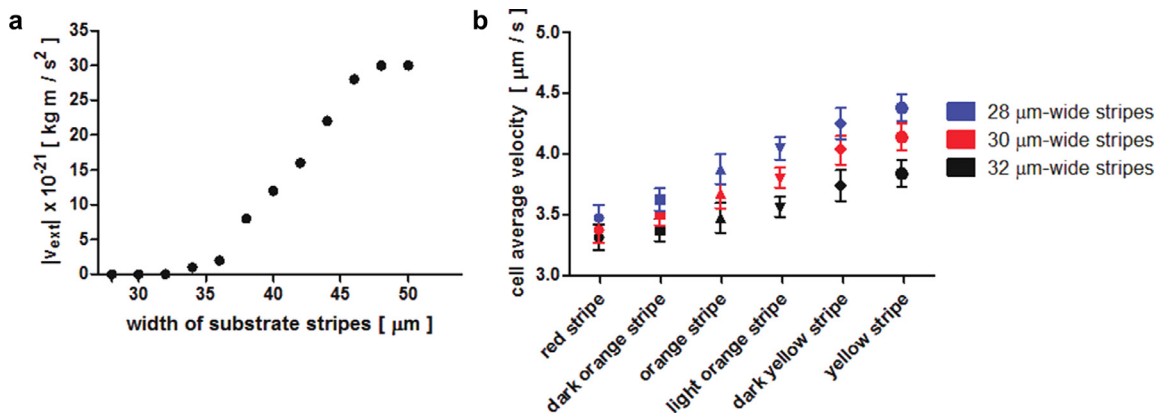 a
|v_ext| x 10^-21 [ kg m / s^2 ]
35
30
25
20
15
10
5
0
30
35
40
45
50
width of substrate stripes [ μm ]
b
cell average velocity [ μm / s ]
5.0
4.5
4.0
3.5
3.0
red stripe
dark orange stripe
orange stripe
light orange stripe
dark yellow stripe
yellow stripe
28 μm-wide stripes
30 μm-wide stripes
32 μm-wide stripes